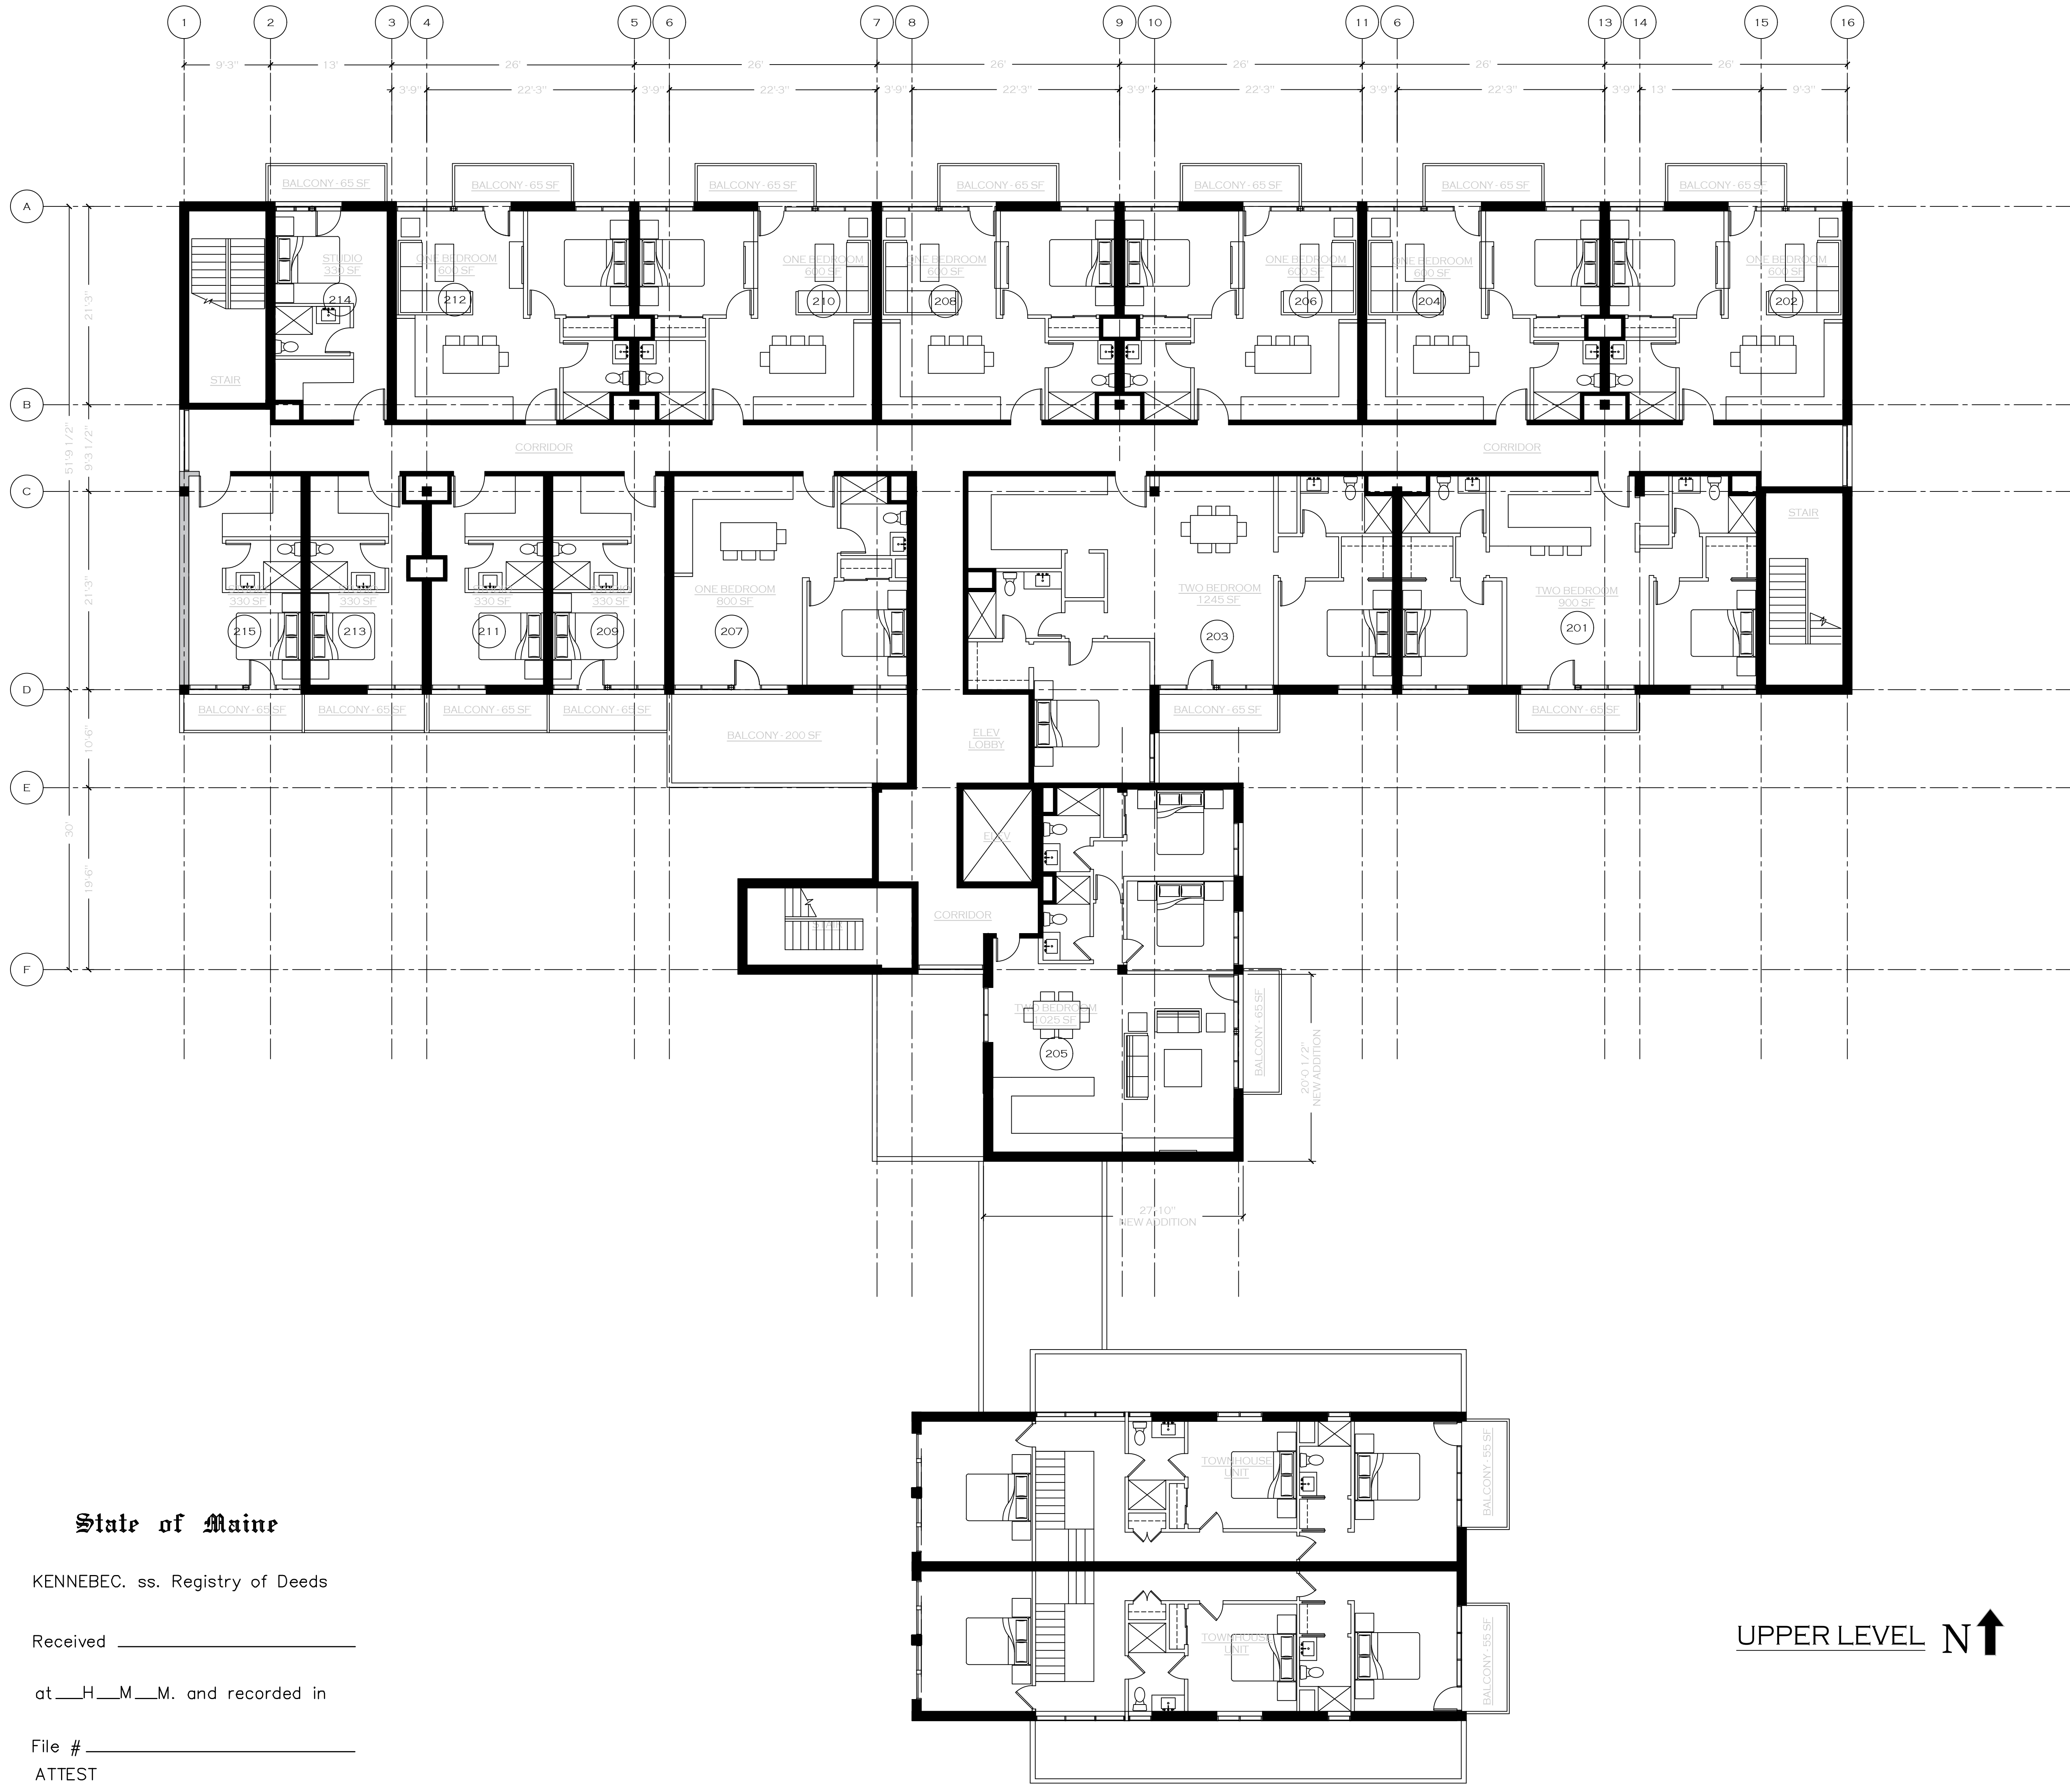 1 2 3 4 5 6 7 8 9 10 11 6 13 14 15 16
9'-3" 13' 26' 26' 26' 26' 26' 26'
3'-9" 22'-3" 3'-9" 22'-3" 3'-9" 22'-3" 3'-9" 22'-3" 3'-9" 22'-3" 3'-9" 13' 9'-3"
BALCONY - 65 SF BALCONY - 65 SF BALCONY - 65 SF BALCONY - 65 SF BALCONY - 65 SF BALCONY - 65 SF BALCONY - 65 SF
A
STUDIO
330 SF
214
ONE BEDROOM
600 SF
212
ONE BEDROOM
600 SF
210
ONE BEDROOM
600 SF
208
ONE BEDROOM
600 SF
206
ONE BEDROOM
600 SF
204
ONE BEDROOM
600 SF
202
21'-3"
STAIR
B
51'-9 1/2"
9'-3 1/2"
CORRIDOR CORRIDOR
C
STAIR
21'-3"
330 SF
215
330 SF
213
330 SF
211
330 SF
209
ONE BEDROOM
800 SF
207
TWO BEDROOM
1245 SF
203
TWO BEDROOM
900 SF
201
D
BALCONY - 65 SF BALCONY - 65 SF BALCONY - 65 SF BALCONY - 65 SF BALCONY - 65 SF BALCONY - 65 SF
10'-6"
BALCONY - 200 SF
ELEV
LOBBY
E
30'
19'-6"
ELEV
CORRIDOR
STAIR
F
TWO BEDROOM
1025 SF
205
BALCONY - 65 SF
20'-0 1/2"
NEW ADDITION
27'-10"
NEW ADDITION
TOWNHOUSE
UNIT
BALCONY - 55 SF
TOWNHOUSE
UNIT
BALCONY - 55 SF
State of Maine
KENNEBEC. ss. Registry of Deeds
Received
at H M M. and recorded in
File #
ATTEST
UPPER LEVEL N